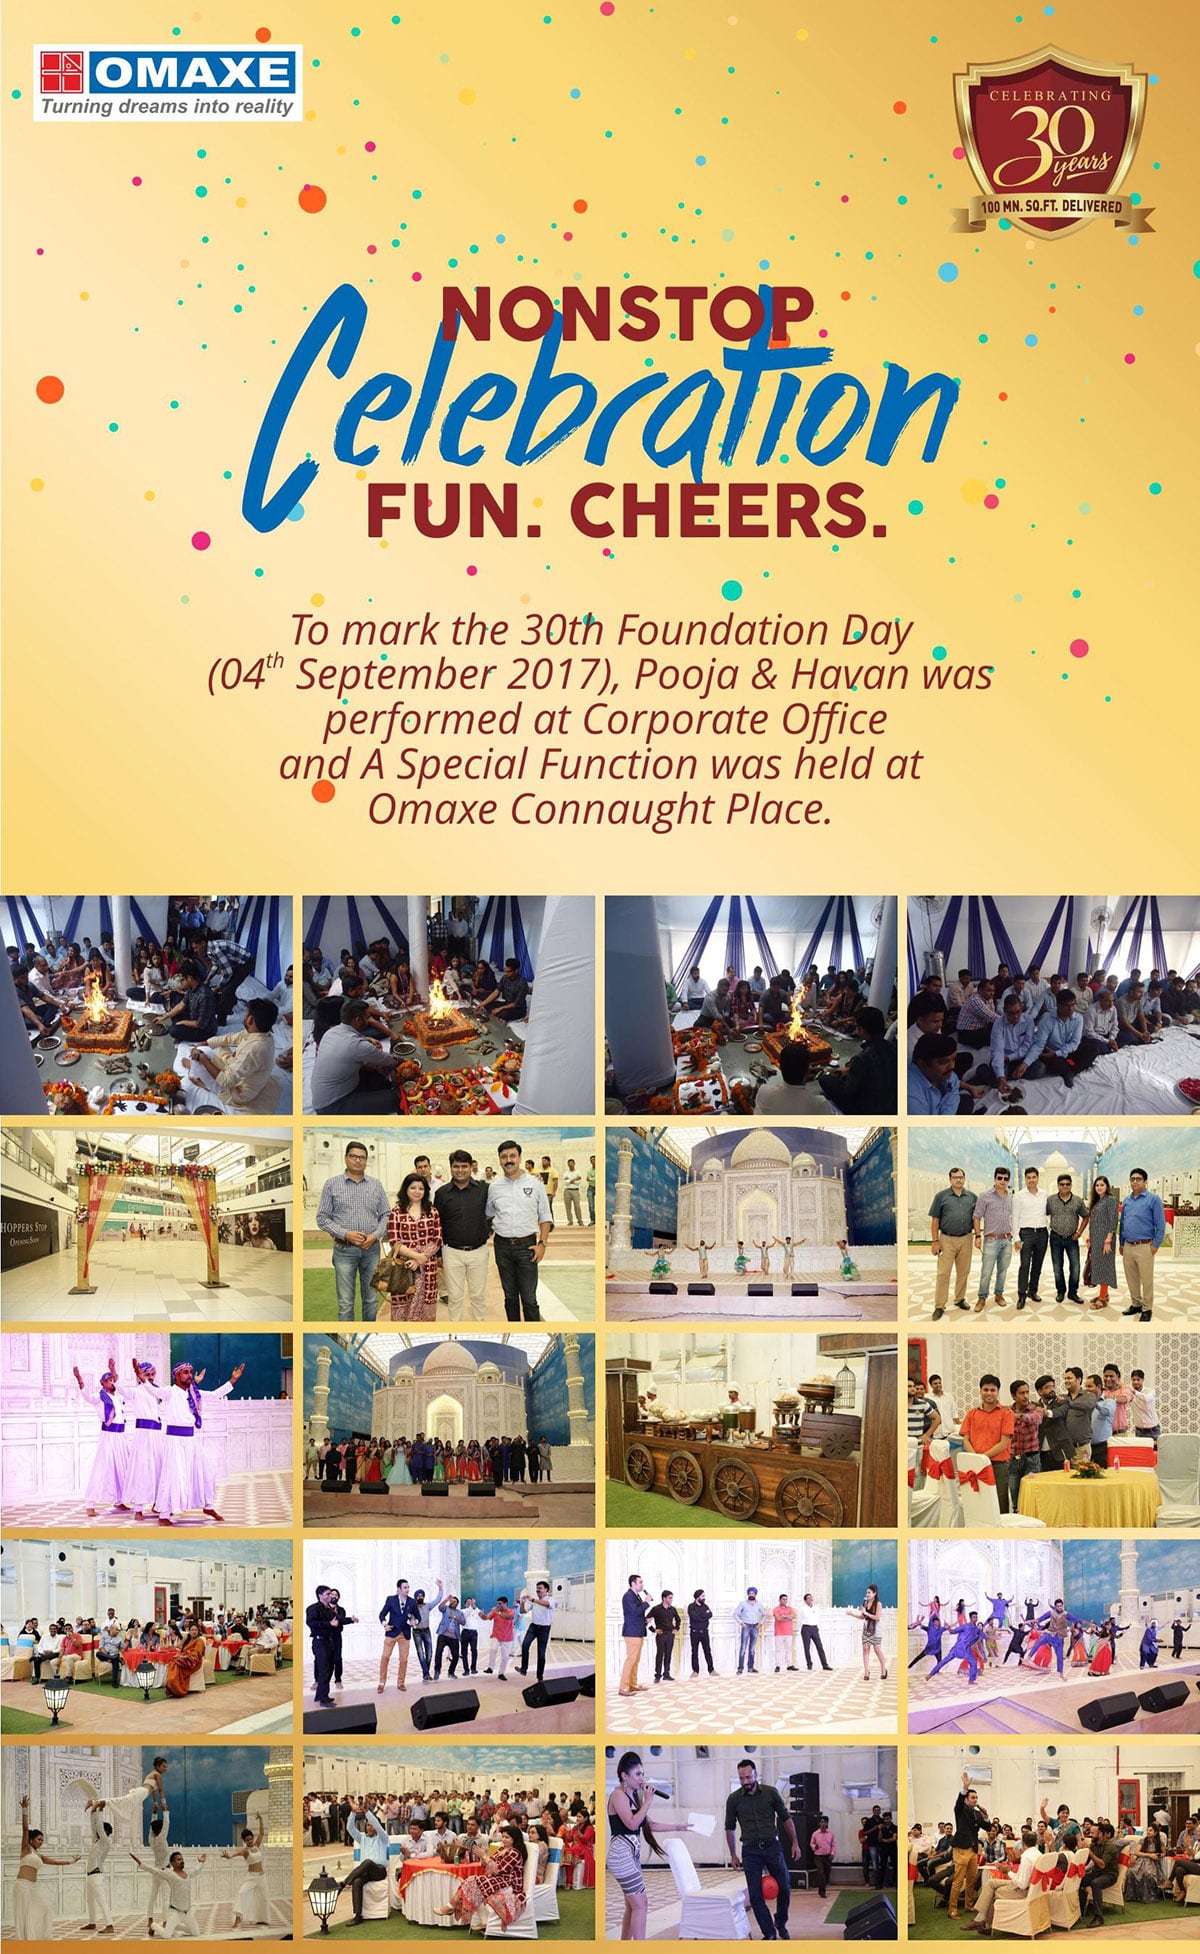 OMAXE
Turning dreams into reality
CELEBRATING
30
years
100 MN. SQ.FT. DELIVERED
NONSTOP
Celebration
FUN. CHEERS.
To mark the 30th Foundation Day
(04th September 2017), Pooja & Havan was
performed at Corporate Office
and A Special Function was held at
Omaxe Connaught Place.
HOPPERS STOP
OPENING SOON